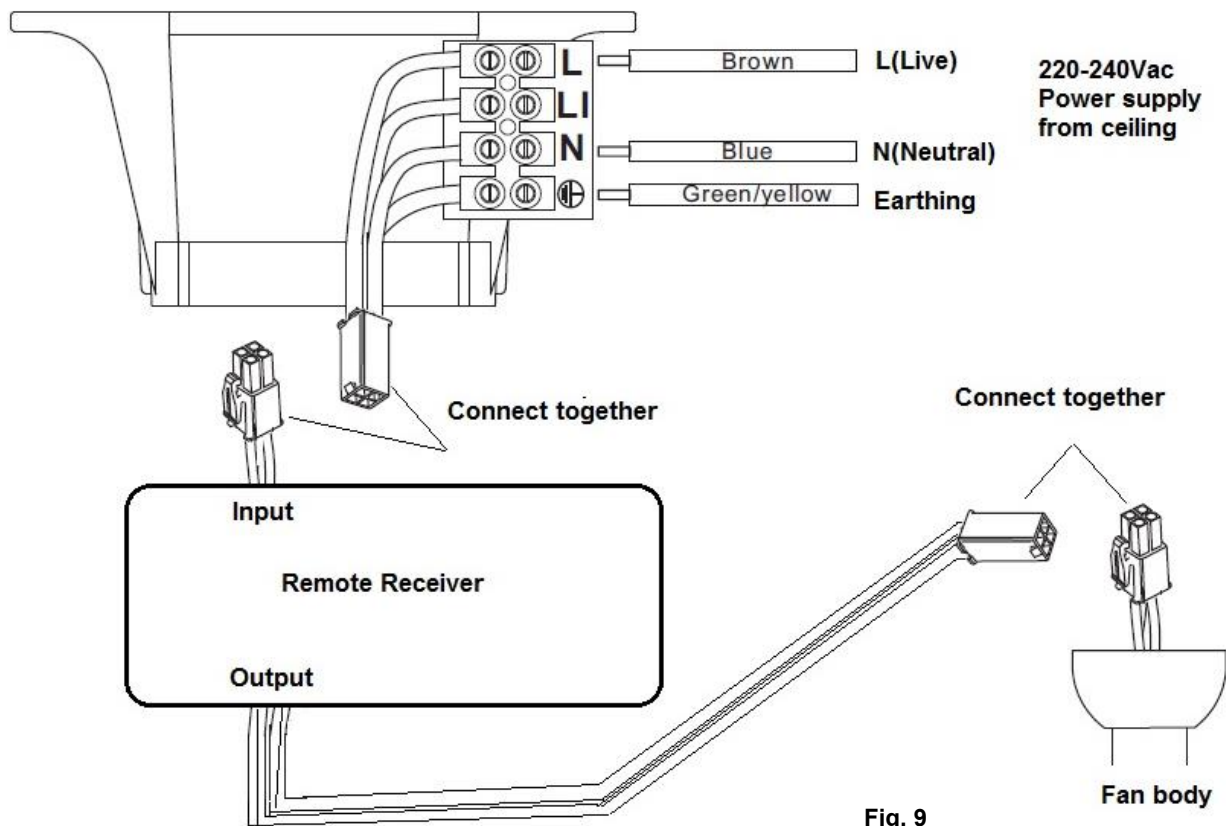 L
Brown
L(Live)
220-240Vac
Power supply
from ceiling
LI
N
Blue
N(Neutral)
Green/yellow
Earthing
Connect together
Connect together
Input
Remote Receiver
Output
Fan body
Fig. 9